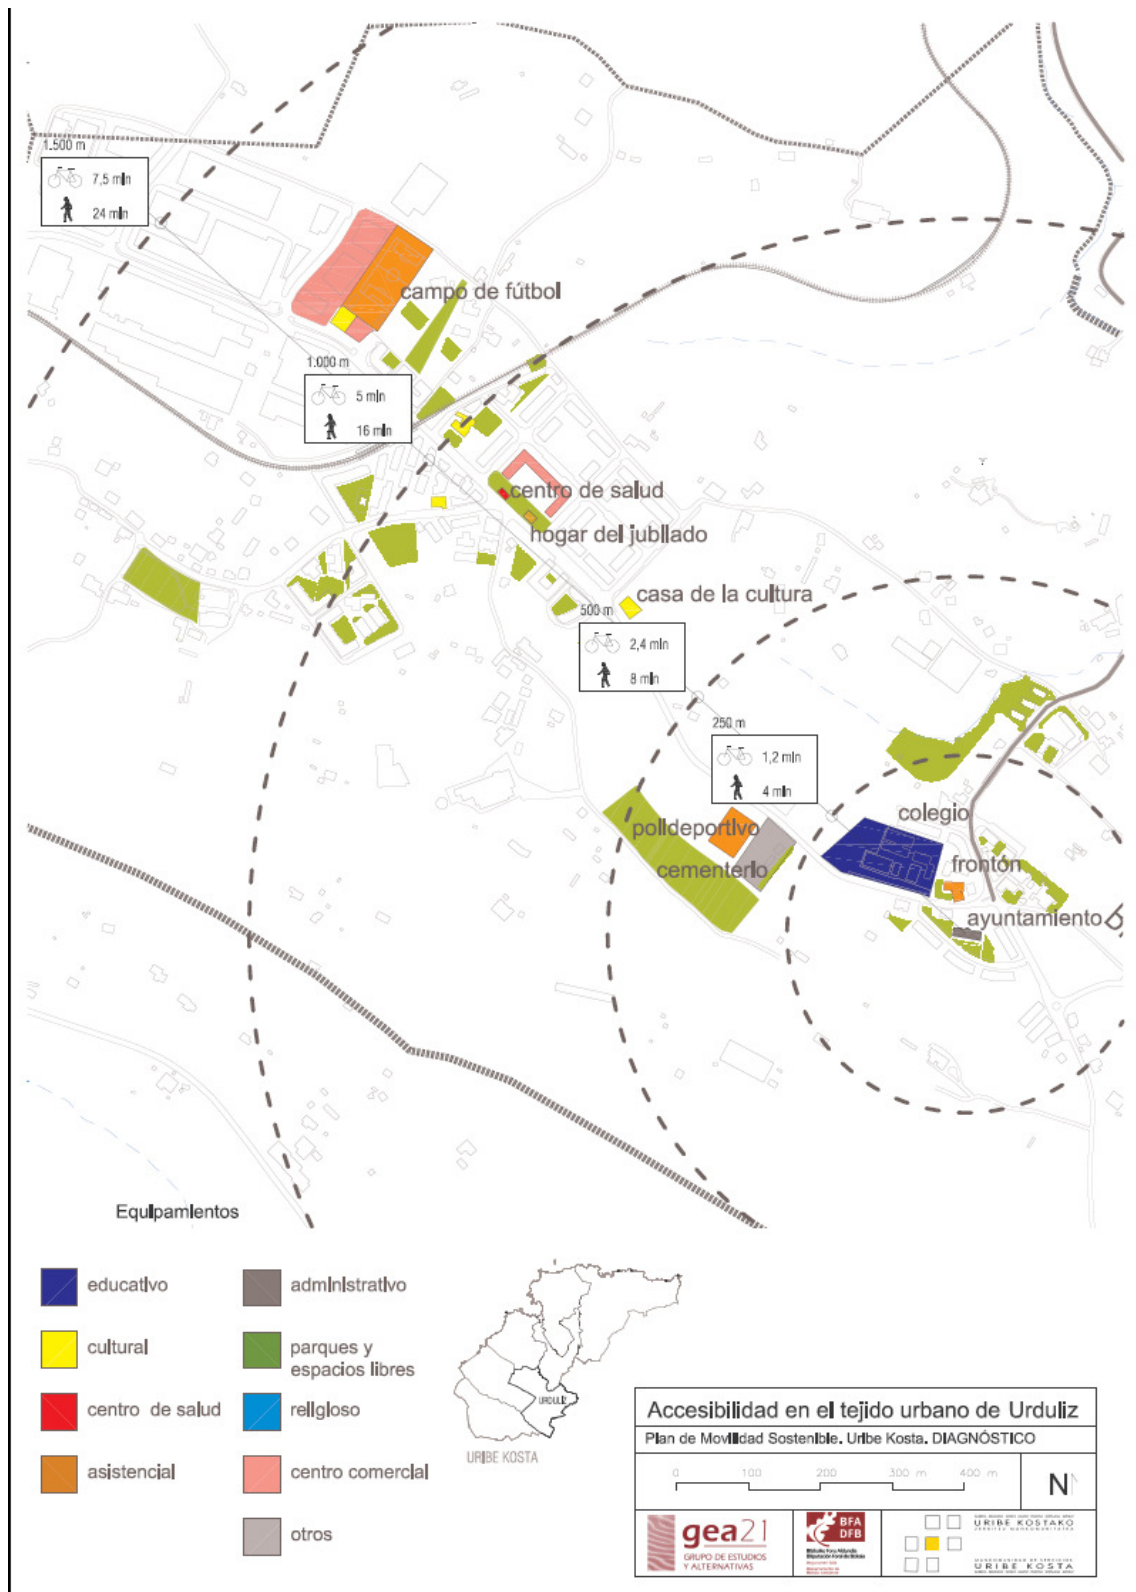 1.500 m
7,5 min
24 min
campo de fútbol
1.000 m
5 min
16 min
centro de salud
hogar del jubilado
casa de la cultura
500 m
2,4 min
8 min
250 m
1,2 min
4 min
colegio
polideportivo
cementerio
frontón
ayuntamiento
Equipamientos
educativo
administrativo
cultural
parques y
espacios libres
centro de salud
religioso
asistencial
centro comercial
otros
URDULIZ
URIBE KOSTA
Accesibilidad en el tejido urbano de Urduliz
Plan de Movilidad Sostenible. Uribe Kosta. DIAGNÓSTICO
0 100 200 300 m 400 m
N
gea21
GRUPO DE ESTUDIOS
Y ALTERNATIVAS
BFA
DFB
URIBE KOSTAKO
URIBE KOSTA